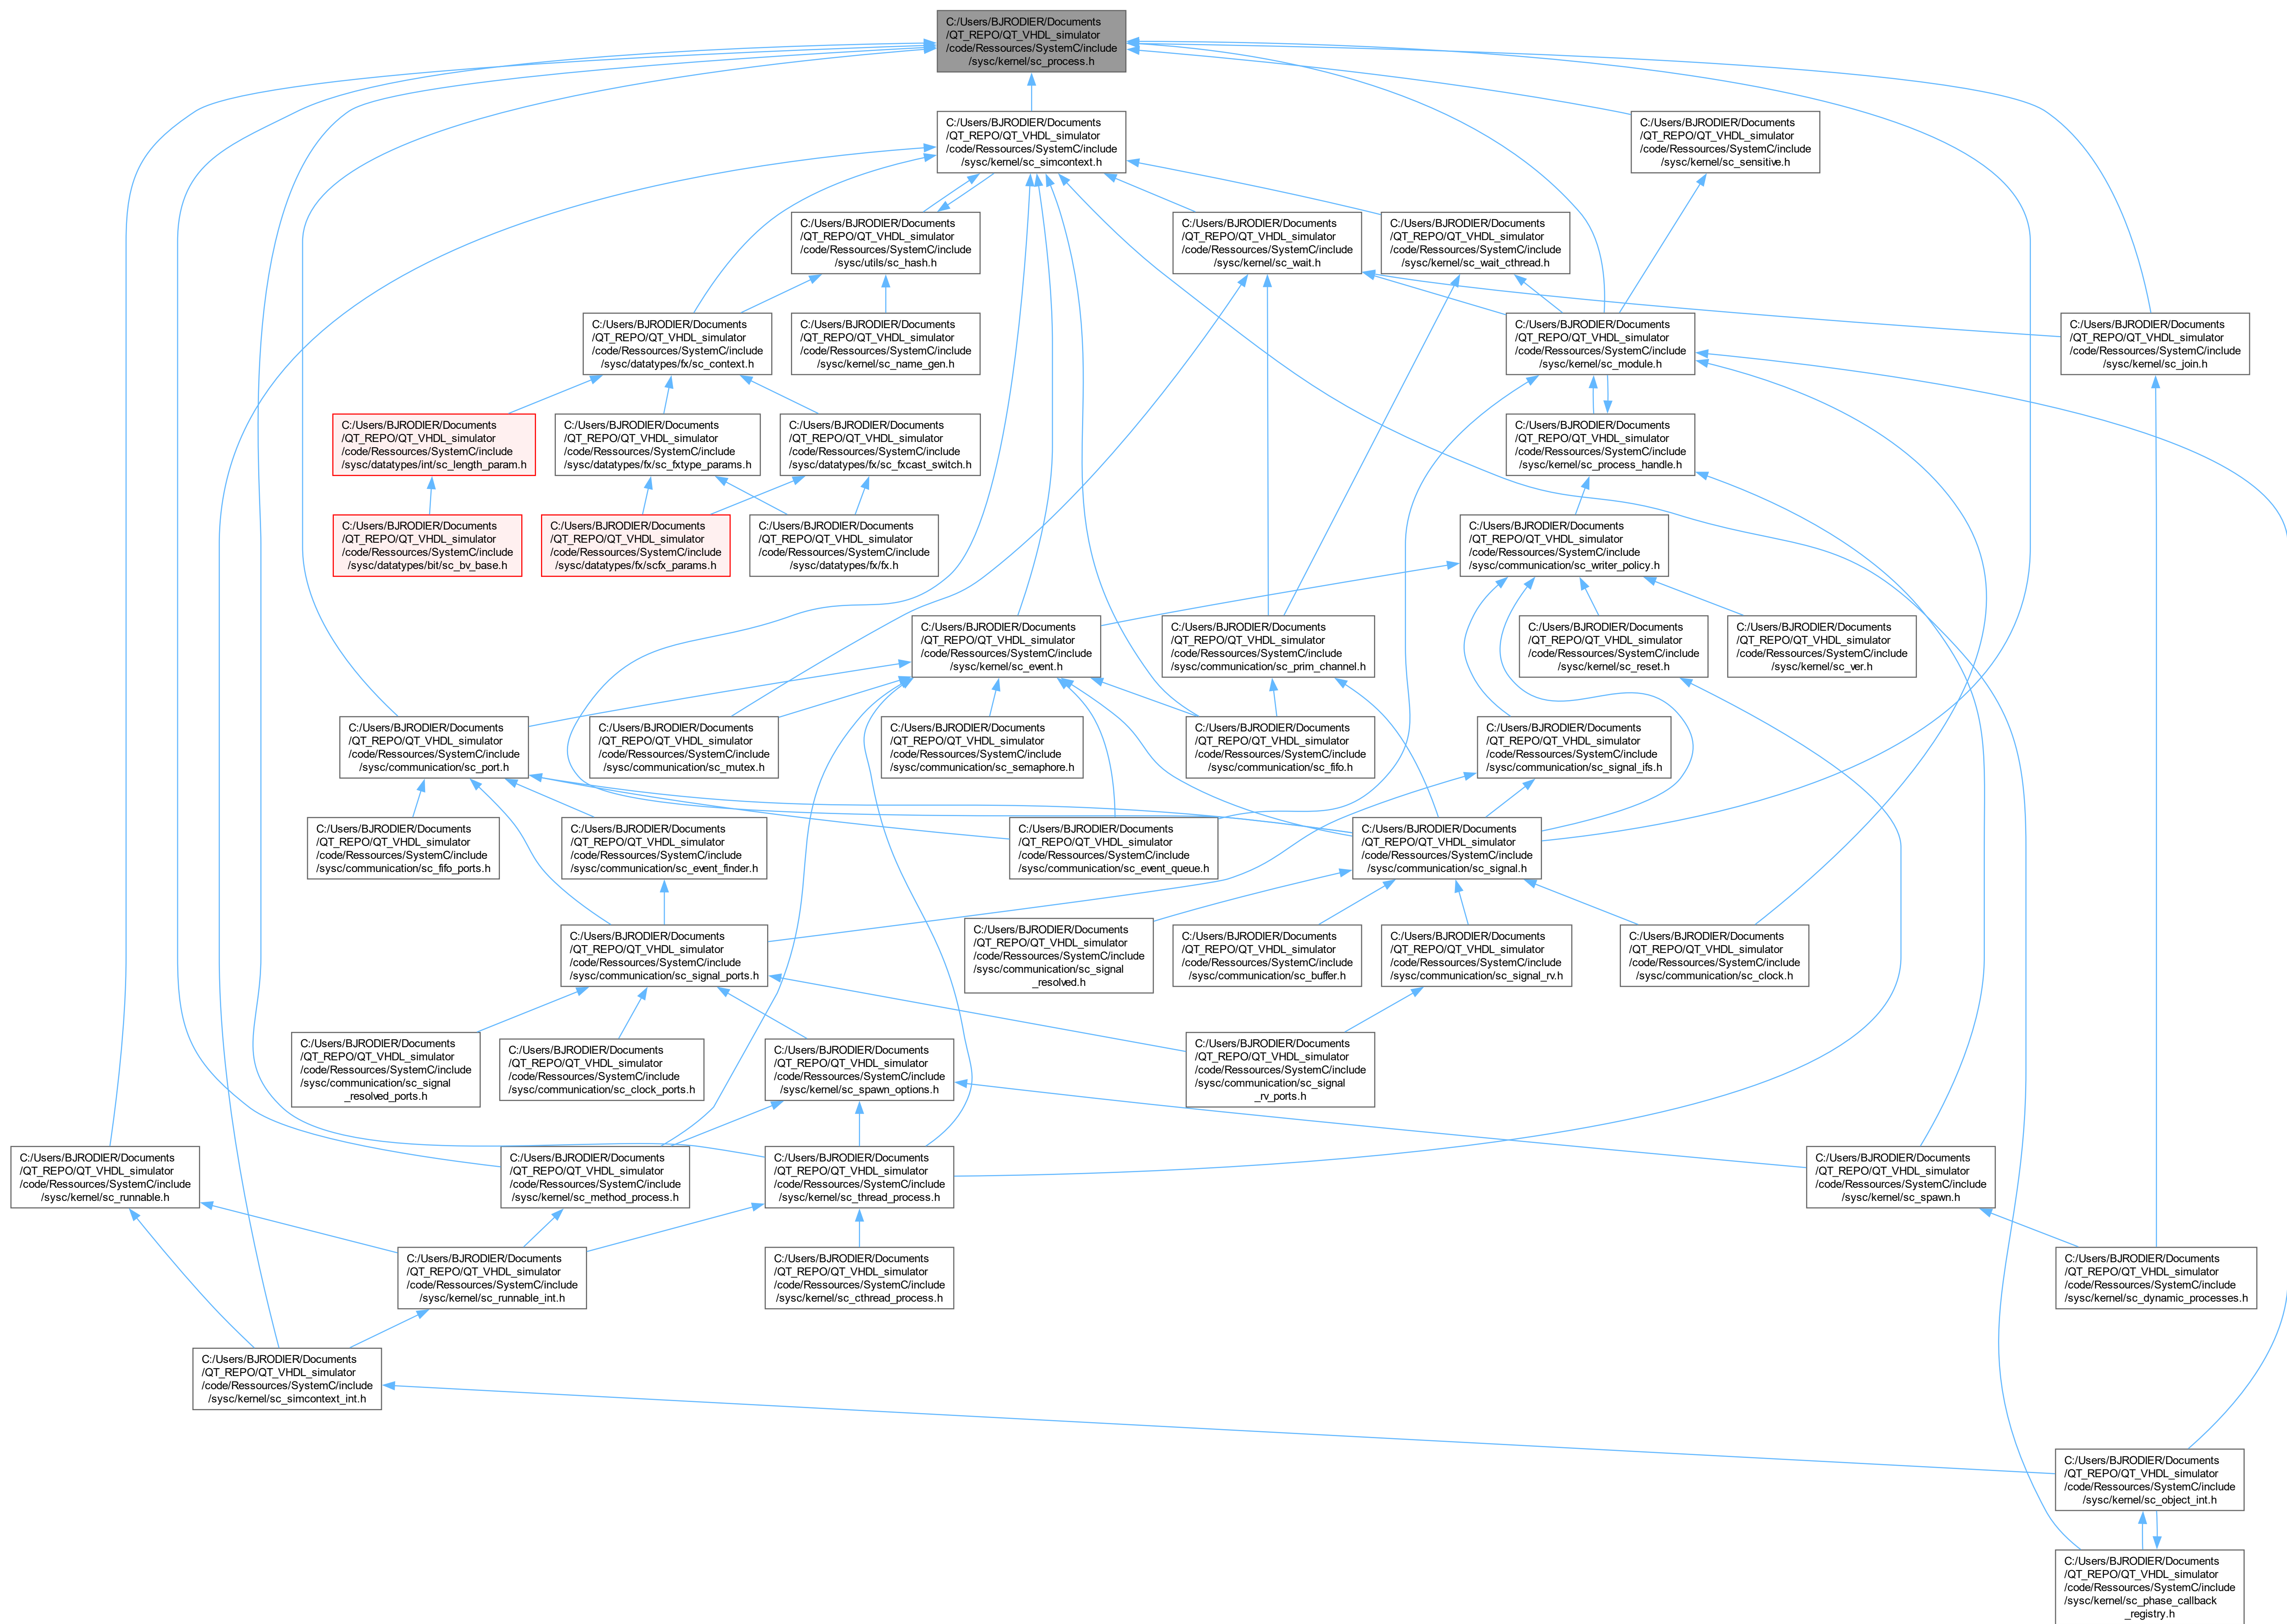 C:/Users/BJRODIER/Documents
/QT_REPO/QT_VHDL_simulator
/code/Ressources/SystemC/include
/sysc/kernel/sc_process.h
C:/Users/BJRODIER/Documents
/QT_REPO/QT_VHDL_simulator
/code/Ressources/SystemC/include
/sysc/kernel/sc_simcontext.h
C:/Users/BJRODIER/Documents
/QT_REPO/QT_VHDL_simulator
/code/Ressources/SystemC/include
/sysc/kernel/sc_sensitive.h
C:/Users/BJRODIER/Documents
/QT_REPO/QT_VHDL_simulator
/code/Ressources/SystemC/include
/sysc/utils/sc_hash.h
C:/Users/BJRODIER/Documents
/QT_REPO/QT_VHDL_simulator
/code/Ressources/SystemC/include
/sysc/kernel/sc_wait.h
C:/Users/BJRODIER/Documents
/QT_REPO/QT_VHDL_simulator
/code/Ressources/SystemC/include
/sysc/kernel/sc_wait_cthread.h
C:/Users/BJRODIER/Documents
/QT_REPO/QT_VHDL_simulator
/code/Ressources/SystemC/include
/sysc/datatypes/fx/sc_context.h
C:/Users/BJRODIER/Documents
/QT_REPO/QT_VHDL_simulator
/code/Ressources/SystemC/include
/sysc/kernel/sc_name_gen.h
C:/Users/BJRODIER/Documents
/QT_REPO/QT_VHDL_simulator
/code/Ressources/SystemC/include
/sysc/kernel/sc_module.h
C:/Users/BJRODIER/Documents
/QT_REPO/QT_VHDL_simulator
/code/Ressources/SystemC/include
/sysc/kernel/sc_join.h
C:/Users/BJRODIER/Documents
/QT_REPO/QT_VHDL_simulator
/code/Ressources/SystemC/include
/sysc/datatypes/int/sc_length_param.h
C:/Users/BJRODIER/Documents
/QT_REPO/QT_VHDL_simulator
/code/Ressources/SystemC/include
/sysc/datatypes/fx/sc_fxtype_params.h
C:/Users/BJRODIER/Documents
/QT_REPO/QT_VHDL_simulator
/code/Ressources/SystemC/include
/sysc/datatypes/fx/sc_fxcast_switch.h
C:/Users/BJRODIER/Documents
/QT_REPO/QT_VHDL_simulator
/code/Ressources/SystemC/include
/sysc/kernel/sc_process_handle.h
C:/Users/BJRODIER/Documents
/QT_REPO/QT_VHDL_simulator
/code/Ressources/SystemC/include
/sysc/datatypes/bit/sc_bv_base.h
C:/Users/BJRODIER/Documents
/QT_REPO/QT_VHDL_simulator
/code/Ressources/SystemC/include
/sysc/datatypes/fx/scfx_params.h
C:/Users/BJRODIER/Documents
/QT_REPO/QT_VHDL_simulator
/code/Ressources/SystemC/include
/sysc/datatypes/fx/fx.h
C:/Users/BJRODIER/Documents
/QT_REPO/QT_VHDL_simulator
/code/Ressources/SystemC/include
/sysc/communication/sc_writer_policy.h
C:/Users/BJRODIER/Documents
/QT_REPO/QT_VHDL_simulator
/code/Ressources/SystemC/include
/sysc/kernel/sc_event.h
C:/Users/BJRODIER/Documents
/QT_REPO/QT_VHDL_simulator
/code/Ressources/SystemC/include
/sysc/communication/sc_prim_channel.h
C:/Users/BJRODIER/Documents
/QT_REPO/QT_VHDL_simulator
/code/Ressources/SystemC/include
/sysc/kernel/sc_reset.h
C:/Users/BJRODIER/Documents
/QT_REPO/QT_VHDL_simulator
/code/Ressources/SystemC/include
/sysc/kernel/sc_ver.h
C:/Users/BJRODIER/Documents
/QT_REPO/QT_VHDL_simulator
/code/Ressources/SystemC/include
/sysc/communication/sc_port.h
C:/Users/BJRODIER/Documents
/QT_REPO/QT_VHDL_simulator
/code/Ressources/SystemC/include
/sysc/communication/sc_mutex.h
C:/Users/BJRODIER/Documents
/QT_REPO/QT_VHDL_simulator
/code/Ressources/SystemC/include
/sysc/communication/sc_semaphore.h
C:/Users/BJRODIER/Documents
/QT_REPO/QT_VHDL_simulator
/code/Ressources/SystemC/include
/sysc/communication/sc_fifo.h
C:/Users/BJRODIER/Documents
/QT_REPO/QT_VHDL_simulator
/code/Ressources/SystemC/include
/sysc/communication/sc_signal_ifs.h
C:/Users/BJRODIER/Documents
/QT_REPO/QT_VHDL_simulator
/code/Ressources/SystemC/include
/sysc/communication/sc_fifo_ports.h
C:/Users/BJRODIER/Documents
/QT_REPO/QT_VHDL_simulator
/code/Ressources/SystemC/include
/sysc/communication/sc_event_finder.h
C:/Users/BJRODIER/Documents
/QT_REPO/QT_VHDL_simulator
/code/Ressources/SystemC/include
/sysc/communication/sc_event_queue.h
C:/Users/BJRODIER/Documents
/QT_REPO/QT_VHDL_simulator
/code/Ressources/SystemC/include
/sysc/communication/sc_signal.h
C:/Users/BJRODIER/Documents
/QT_REPO/QT_VHDL_simulator
/code/Ressources/SystemC/include
/sysc/communication/sc_signal_ports.h
C:/Users/BJRODIER/Documents
/QT_REPO/QT_VHDL_simulator
/code/Ressources/SystemC/include
/sysc/communication/sc_signal
_resolved.h
C:/Users/BJRODIER/Documents
/QT_REPO/QT_VHDL_simulator
/code/Ressources/SystemC/include
/sysc/communication/sc_buffer.h
C:/Users/BJRODIER/Documents
/QT_REPO/QT_VHDL_simulator
/code/Ressources/SystemC/include
/sysc/communication/sc_signal_rv.h
C:/Users/BJRODIER/Documents
/QT_REPO/QT_VHDL_simulator
/code/Ressources/SystemC/include
/sysc/communication/sc_clock.h
C:/Users/BJRODIER/Documents
/QT_REPO/QT_VHDL_simulator
/code/Ressources/SystemC/include
/sysc/communication/sc_signal
_resolved_ports.h
C:/Users/BJRODIER/Documents
/QT_REPO/QT_VHDL_simulator
/code/Ressources/SystemC/include
/sysc/communication/sc_clock_ports.h
C:/Users/BJRODIER/Documents
/QT_REPO/QT_VHDL_simulator
/code/Ressources/SystemC/include
/sysc/kernel/sc_spawn_options.h
C:/Users/BJRODIER/Documents
/QT_REPO/QT_VHDL_simulator
/code/Ressources/SystemC/include
/sysc/communication/sc_signal
_rv_ports.h
C:/Users/BJRODIER/Documents
/QT_REPO/QT_VHDL_simulator
/code/Ressources/SystemC/include
/sysc/kernel/sc_runnable.h
C:/Users/BJRODIER/Documents
/QT_REPO/QT_VHDL_simulator
/code/Ressources/SystemC/include
/sysc/kernel/sc_method_process.h
C:/Users/BJRODIER/Documents
/QT_REPO/QT_VHDL_simulator
/code/Ressources/SystemC/include
/sysc/kernel/sc_thread_process.h
C:/Users/BJRODIER/Documents
/QT_REPO/QT_VHDL_simulator
/code/Ressources/SystemC/include
/sysc/kernel/sc_spawn.h
C:/Users/BJRODIER/Documents
/QT_REPO/QT_VHDL_simulator
/code/Ressources/SystemC/include
/sysc/kernel/sc_runnable_int.h
C:/Users/BJRODIER/Documents
/QT_REPO/QT_VHDL_simulator
/code/Ressources/SystemC/include
/sysc/kernel/sc_cthread_process.h
C:/Users/BJRODIER/Documents
/QT_REPO/QT_VHDL_simulator
/code/Ressources/SystemC/include
/sysc/kernel/sc_dynamic_processes.h
C:/Users/BJRODIER/Documents
/QT_REPO/QT_VHDL_simulator
/code/Ressources/SystemC/include
/sysc/kernel/sc_simcontext_int.h
C:/Users/BJRODIER/Documents
/QT_REPO/QT_VHDL_simulator
/code/Ressources/SystemC/include
/sysc/kernel/sc_object_int.h
C:/Users/BJRODIER/Documents
/QT_REPO/QT_VHDL_simulator
/code/Ressources/SystemC/include
/sysc/kernel/sc_phase_callback
_registry.h